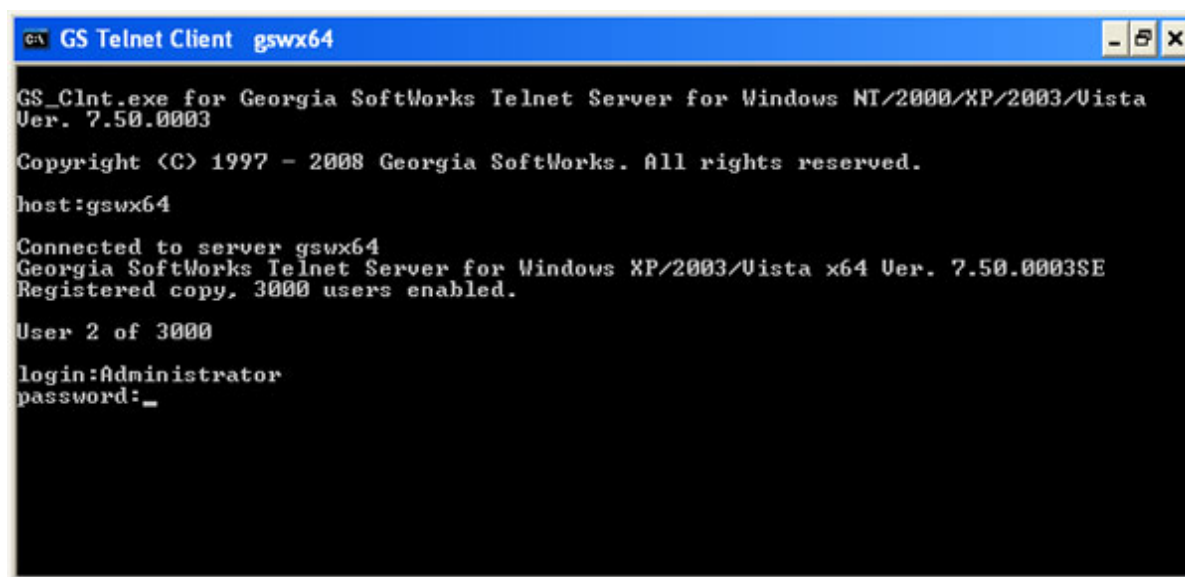 GS Telnet Client gswx64
GS_Clnt.exe for Georgia SoftWorks Telnet Server for Windows NT/2000/XP/2003/Vista
Ver. 7.50.0003
Copyright (C) 1997 - 2008 Georgia SoftWorks. All rights reserved.
host:gswx64
Connected to server gswx64
Georgia SoftWorks Telnet Server for Windows XP/2003/Vista x64 Ver. 7.50.0003SE
Registered copy, 3000 users enabled.
User 2 of 3000
login:Administrator
password:_